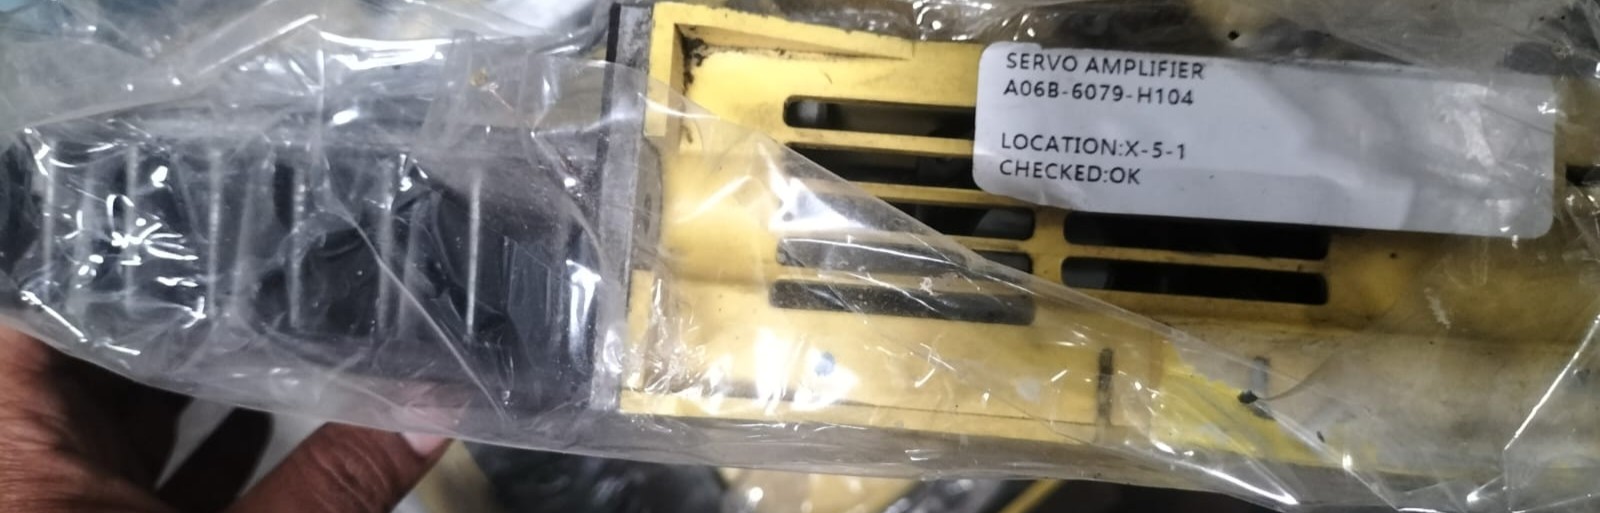 SERVO AMPLIFIER
A06B-6079-H104
LOCATION:X-5-1
CHECKED:OK